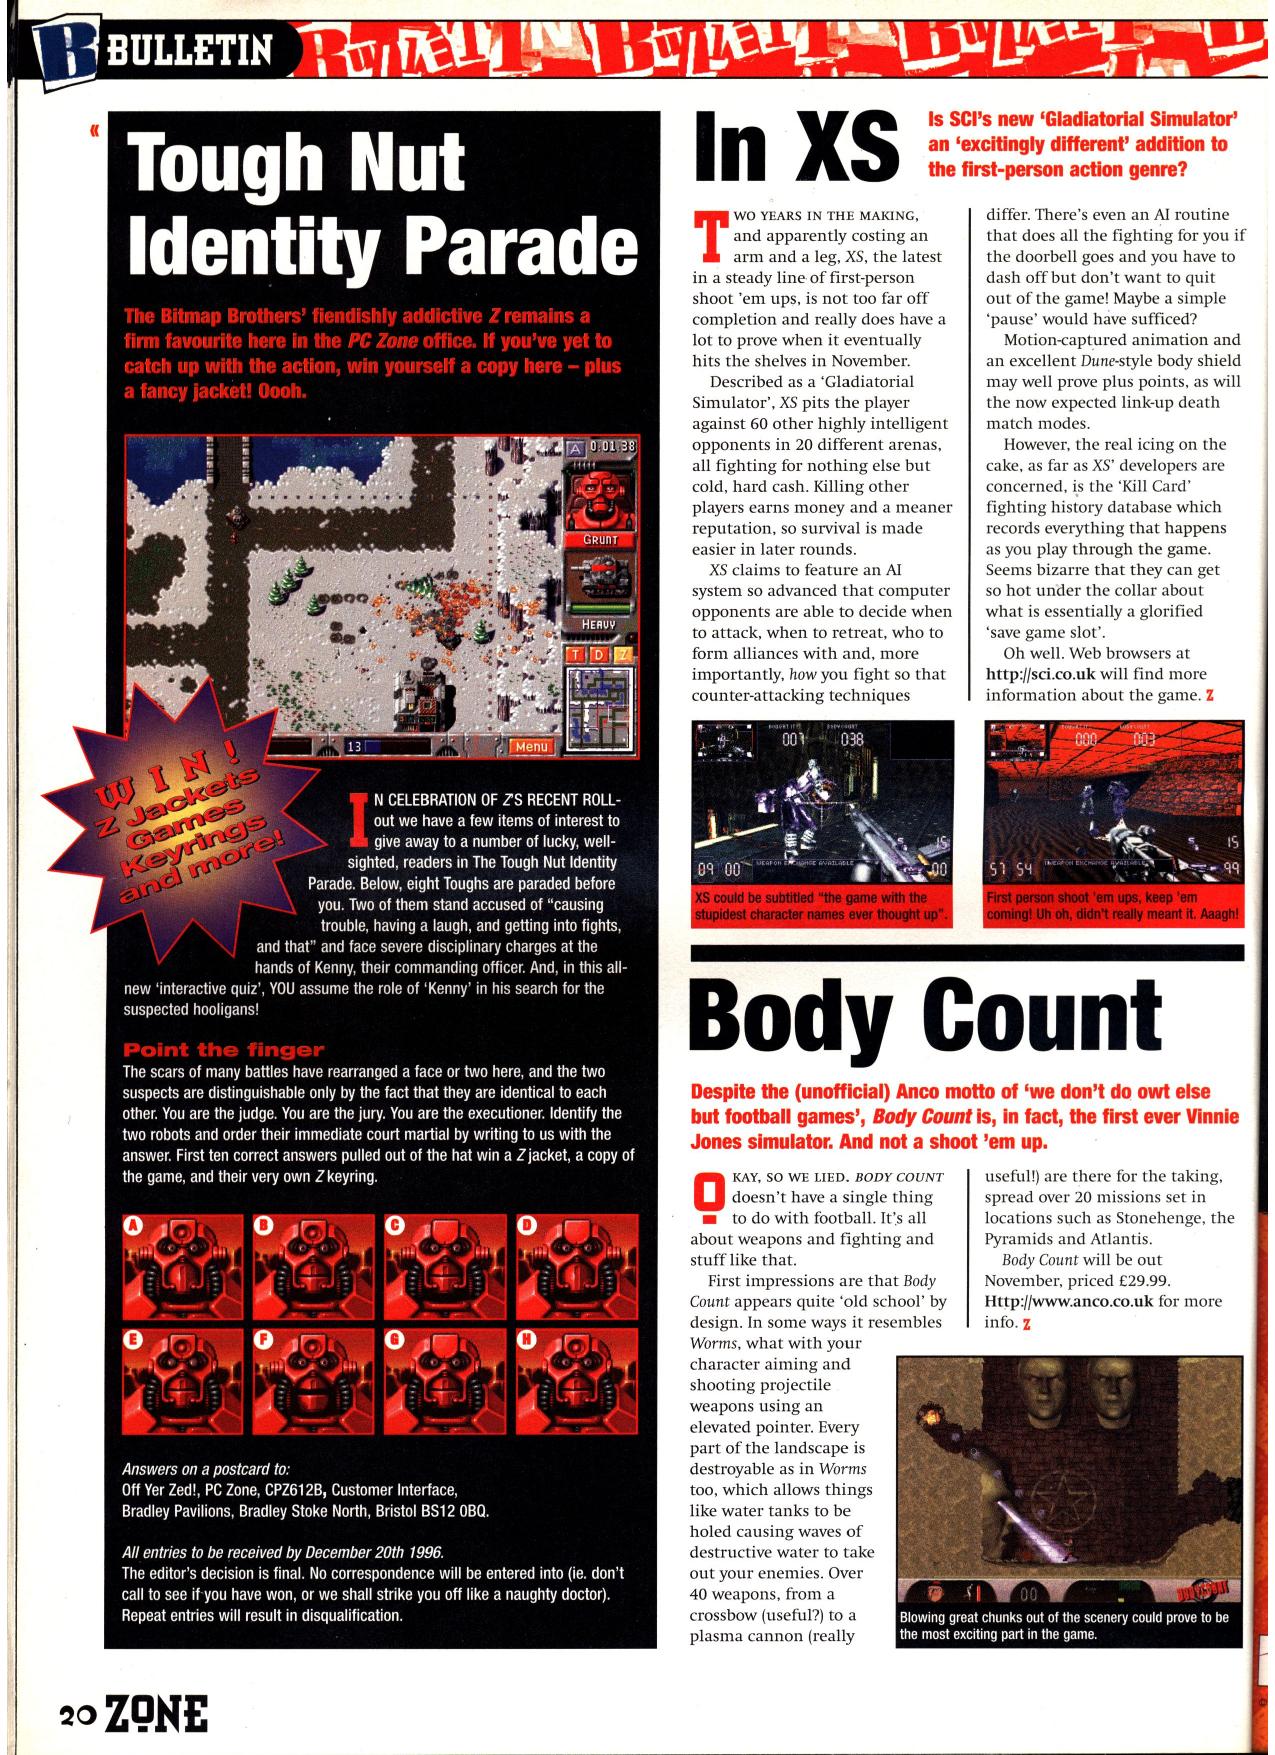 B BULLETIN
BULLETIN BULLETIN BULLETIN B
«
Tough Nut
Identity Parade
The Bitmap Brothers' fiendishly addictive Z remains a
firm favourite here in the PC Zone office. If you've yet to
catch up with the action, win yourself a copy here – plus
a fancy jacket! Oooh.
A 0:01:38
GRUNT
HEAVY
T D Z
13
Menu
WIN!
Z Jackets
Games
Keyrings
and more!
IN CELEBRATION OF Z'S RECENT ROLL-
out we have a few items of interest to
give away to a number of lucky, well-
sighted, readers in The Tough Nut Identity
Parade. Below, eight Toughs are paraded before
you. Two of them stand accused of "causing
trouble, having a laugh, and getting into fights,
and that" and face severe disciplinary charges at the
hands of Kenny, their commanding officer. And, in this all-
new 'interactive quiz', YOU assume the role of 'Kenny' in his search for the
suspected hooligans!
Point the finger
The scars of many battles have rearranged a face or two here, and the two
suspects are distinguishable only by the fact that they are identical to each
other. You are the judge. You are the jury. You are the executioner. Identify the
two robots and order their immediate court martial by writing to us with the
answer. First ten correct answers pulled out of the hat win a Z jacket, a copy of
the game, and their very own Z keyring.
A B C D
E F G H
Answers on a postcard to:
Off Yer Zed!, PC Zone, CPZ612B, Customer Interface,
Bradley Pavilions, Bradley Stoke North, Bristol BS12 0BQ.
All entries to be received by December 20th 1996.
The editor's decision is final. No correspondence will be entered into (ie. don't
call to see if you have won, or we shall strike you off like a naughty doctor).
Repeat entries will result in disqualification.
In XS
Is SCI's new 'Gladiatorial Simulator'
an 'excitingly different' addition to
the first-person action genre?
TWO YEARS IN THE MAKING,
and apparently costing an
arm and a leg, XS, the latest
in a steady line of first-person
shoot 'em ups, is not too far off
completion and really does have a
lot to prove when it eventually
hits the shelves in November.
Described as a 'Gladiatorial
Simulator', XS pits the player
against 60 other highly intelligent
opponents in 20 different arenas,
all fighting for nothing else but
cold, hard cash. Killing other
players earns money and a meaner
reputation, so survival is made
easier in later rounds.
XS claims to feature an AI
system so advanced that computer
opponents are able to decide when
to attack, when to retreat, who to
form alliances with and, more
importantly, how you fight so that
counter-attacking techniques
differ. There's even an AI routine
that does all the fighting for you if
the doorbell goes and you have to
dash off but don't want to quit
out of the game! Maybe a simple
'pause' would have sufficed?
Motion-captured animation and
an excellent Dune-style body shield
may well prove plus points, as will
the now expected link-up death
match modes.
However, the real icing on the
cake, as far as XS' developers are
concerned, is the 'Kill Card'
fighting history database which
records everything that happens
as you play through the game.
Seems bizarre that they can get
so hot under the collar about
what is essentially a glorified
'save game slot'.
Oh well. Web browsers at
http://sci.co.uk will find more
information about the game. Z
BODYCOUNT
007 038
WEAPON EXCHANGE AVAILABLE
89 00
5 15
00
XS could be subtitled "the game with the
stupidest character names ever thought up".
000 003
WEAPON EXCHANGE AVAILABLE
57 54
5 15
99
First person shoot 'em ups, keep 'em
coming! Uh oh, didn't really meant it. Aaagh!
Body Count
Despite the (unofficial) Anco motto of 'we don't do owt else
but football games', Body Count is, in fact, the first ever Vinnie
Jones simulator. And not a shoot 'em up.
OKAY, SO WE LIED. BODY COUNT
doesn't have a single thing
to do with football. It's all
about weapons and fighting and
stuff like that.
First impressions are that Body
Count appears quite 'old school' by
design. In some ways it resembles
Worms, what with your
character aiming and
shooting projectile
weapons using an
elevated pointer. Every
part of the landscape is
destroyable as in Worms
too, which allows things
like water tanks to be
holed causing waves of
destructive water to take
out your enemies. Over
40 weapons, from a
crossbow (useful?) to a
plasma cannon (really
useful!) are there for the taking,
spread over 20 missions set in
locations such as Stonehenge, the
Pyramids and Atlantis.
Body Count will be out
November, priced £29.99.
Http://www.anco.co.uk for more
info. Z
00
BODYCOUNT
Blowing great chunks out of the scenery could prove to be
the most exciting part in the game.
20 ZONE